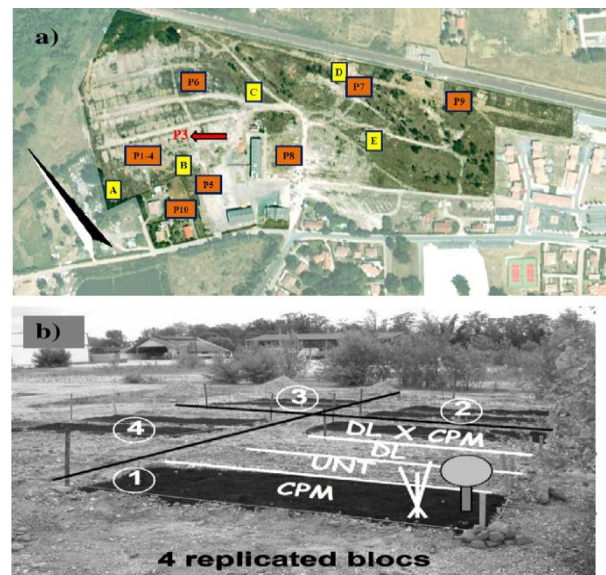 a)
D
P6
C
P7
P9
P3
E
P1-4
B
P8
A
P5
P10
b)
3
2
4
DL X CPM
DL
UNT
1
CPM
4 replicated blocs